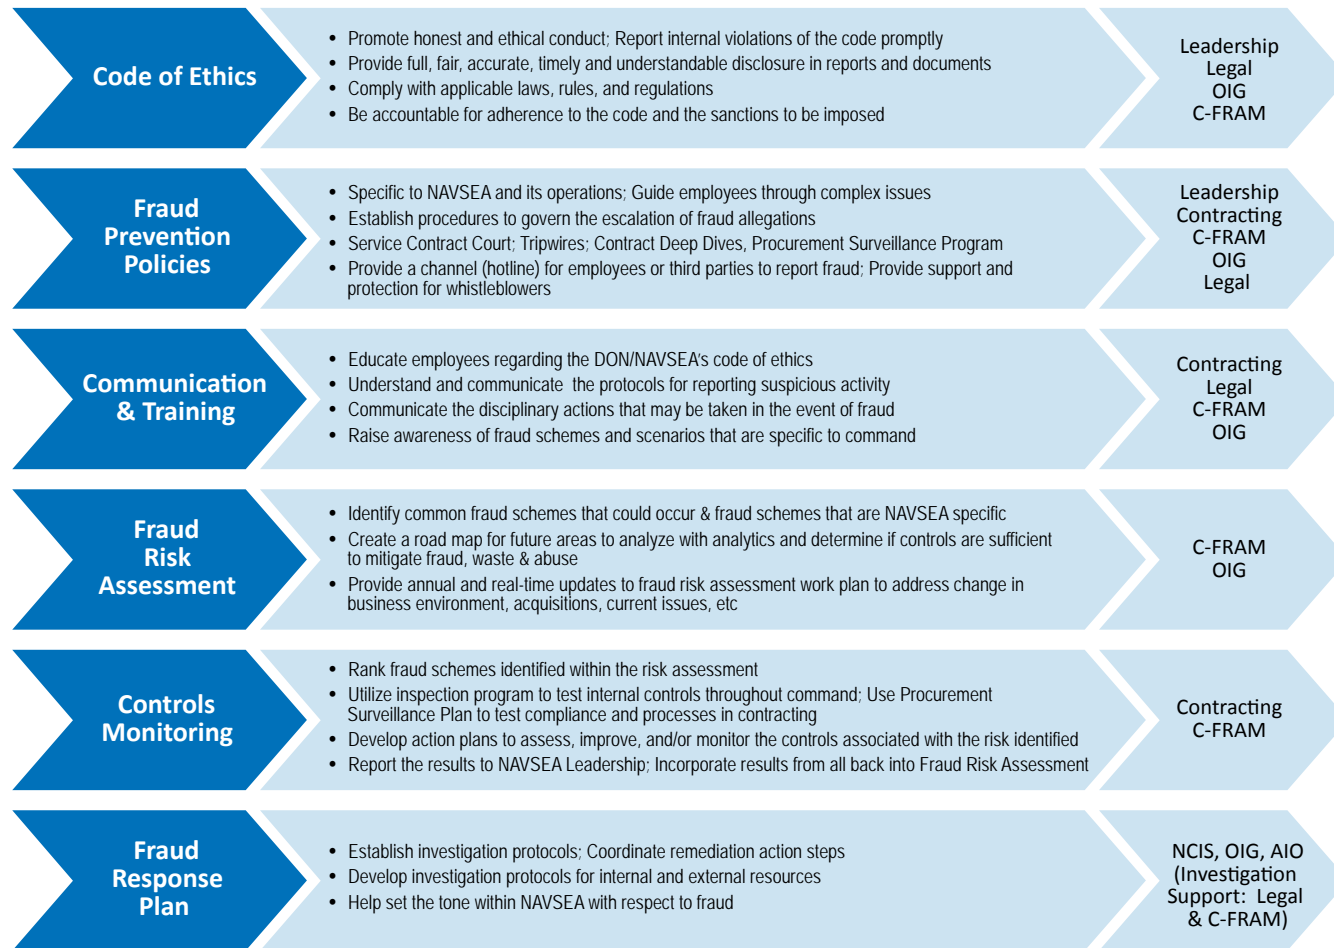 Code of Ethics
• Promote honest and ethical conduct; Report internal violations of the code promptly
• Provide full, fair, accurate, timely and understandable disclosure in reports and documents
• Comply with applicable laws, rules, and regulations
• Be accountable for adherence to the code and the sanctions to be imposed
Leadership
Legal
OIG
C-FRAM
Fraud
Prevention
Policies
• Specific to NAVSEA and its operations; Guide employees through complex issues
• Establish procedures to govern the escalation of fraud allegations
• Service Contract Court; Tripwires; Contract Deep Dives, Procurement Surveillance Program
• Provide a channel (hotline) for employees or third parties to report fraud; Provide support and
protection for whistleblowers
Leadership
Contracting
C-FRAM
OIG
Legal
Communication
& Training
• Educate employees regarding the DON/NAVSEA's code of ethics
• Understand and communicate the protocols for reporting suspicious activity
• Communicate the disciplinary actions that may be taken in the event of fraud
• Raise awareness of fraud schemes and scenarios that are specific to command
Contracting
Legal
C-FRAM
OIG
Fraud
Risk
Assessment
• Identify common fraud schemes that could occur & fraud schemes that are NAVSEA specific
• Create a road map for future areas to analyze with analytics and determine if controls are sufficient
to mitigate fraud, waste & abuse
• Provide annual and real-time updates to fraud risk assessment work plan to address change in
business environment, acquisitions, current issues, etc
C-FRAM
OIG
Controls
Monitoring
• Rank fraud schemes identified within the risk assessment
• Utilize inspection program to test internal controls throughout command; Use Procurement
Surveillance Plan to test compliance and processes in contracting
• Develop action plans to assess, improve, and/or monitor the controls associated with the risk identified
• Report the results to NAVSEA Leadership; Incorporate results from all back into Fraud Risk Assessment
Contracting
C-FRAM
Fraud
Response
Plan
• Establish investigation protocols; Coordinate remediation action steps
• Develop investigation protocols for internal and external resources
• Help set the tone within NAVSEA with respect to fraud
NCIS, OIG, AIO
(Investigation
Support: Legal
& C-FRAM)